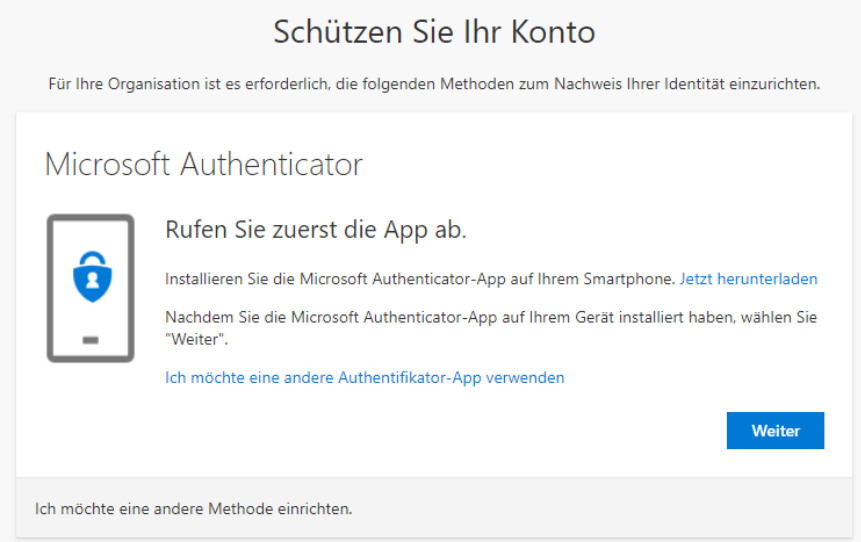 Schützen Sie Ihr Konto
Für Ihre Organisation ist es erforderlich, die folgenden Methoden zum Nachweis Ihrer Identität einzurichten.
Microsoft Authenticator
Rufen Sie zuerst die App ab.
Installieren Sie die Microsoft Authenticator-App auf Ihrem Smartphone. Jetzt herunterladen
Nachdem Sie die Microsoft Authenticator-App auf Ihrem Gerät installiert haben, wählen Sie
"Weiter".
Ich möchte eine andere Authentifikator-App verwenden
Weiter
Ich möchte eine andere Methode einrichten.